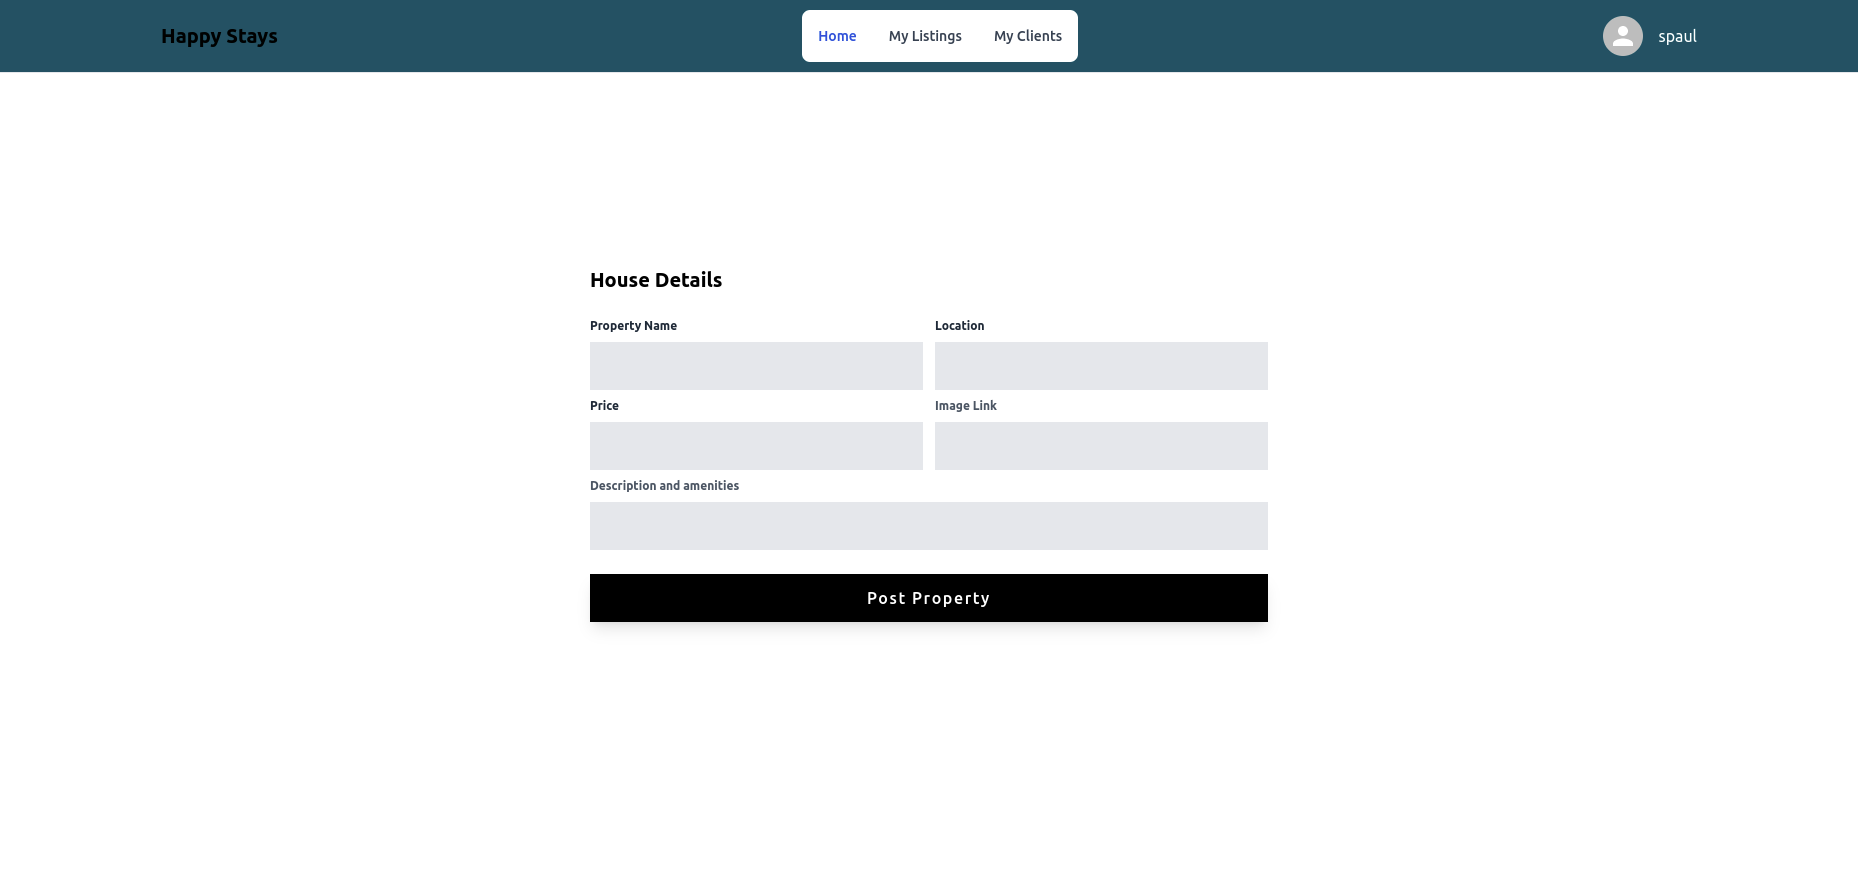 Happy Stays
Home My Listings My Clients
spaul
House Details
Property Name Location
Price Image Link
Description and amenities
Post Property